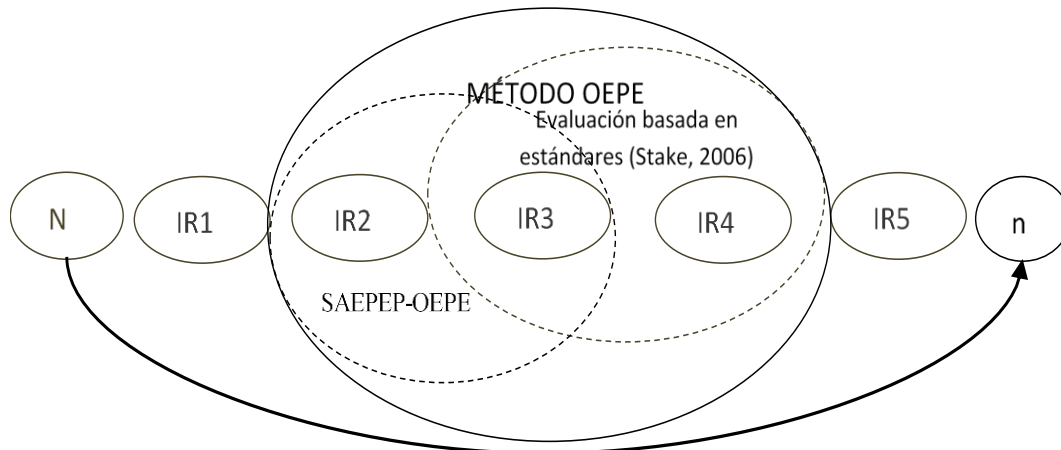 MÉTODO OEPE
Evaluación basada en
estándares (Stake, 2006)
N
IR1
IR2
IR3
IR4
IR5
n
SAEPEP-OEPE